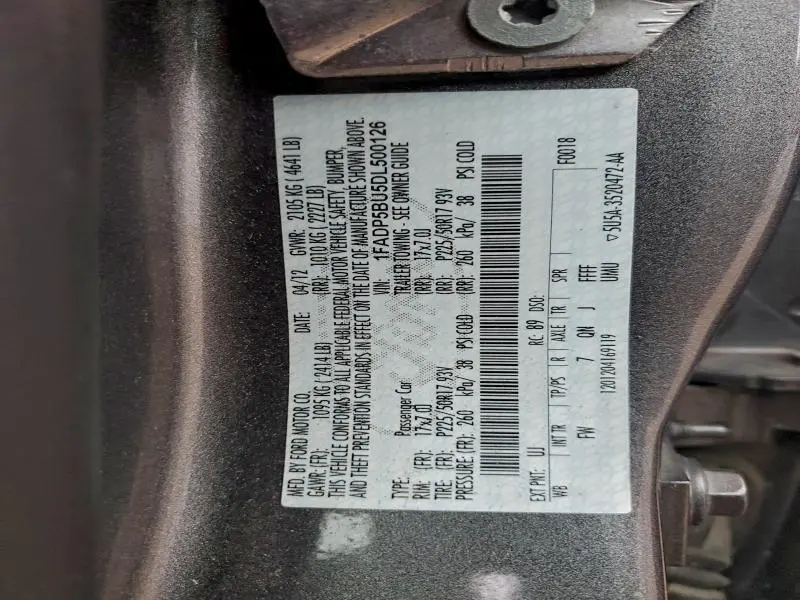 MFD. BY FORD MOTOR CO.
DATE: 04/12 GVWR: 2105 KG ( 4641 LB)
GAWR: (FR): 1095 KG ( 2414 LB) (RR): 1010 KG ( 2227 LB)
THIS VEHICLE CONFORMS TO ALL APPLICABLE FEDERAL MOTOR VEHICLE SAFETY, BUMPER,
AND THEFT PREVENTION STANDARDS IN EFFECT ON THE DATE OF MANUFACTURE SHOWN ABOVE.
VIN: 1FADP5BU5DL500126
TYPE: Passenger Car TRAILER TOWING - SEE OWNER GUIDE
RIM: (FR): 17x7.0J (RR): 17x7.0J
TIRE: (FR): P225/50R17 93V (RR): P225/50R17 93V
PRESSURE: (FR): 260 kPa/ 38 PSI COLD (RR): 260 kPa/ 38 PSI COLD
EXT PNT: UJ RC: 89 DSO: F0018
WB INT TR TP/PS R AXLE TR SPR
FW 7 QN J FFFF
1201204169119 UMU ▽5U5A-3520472-AA